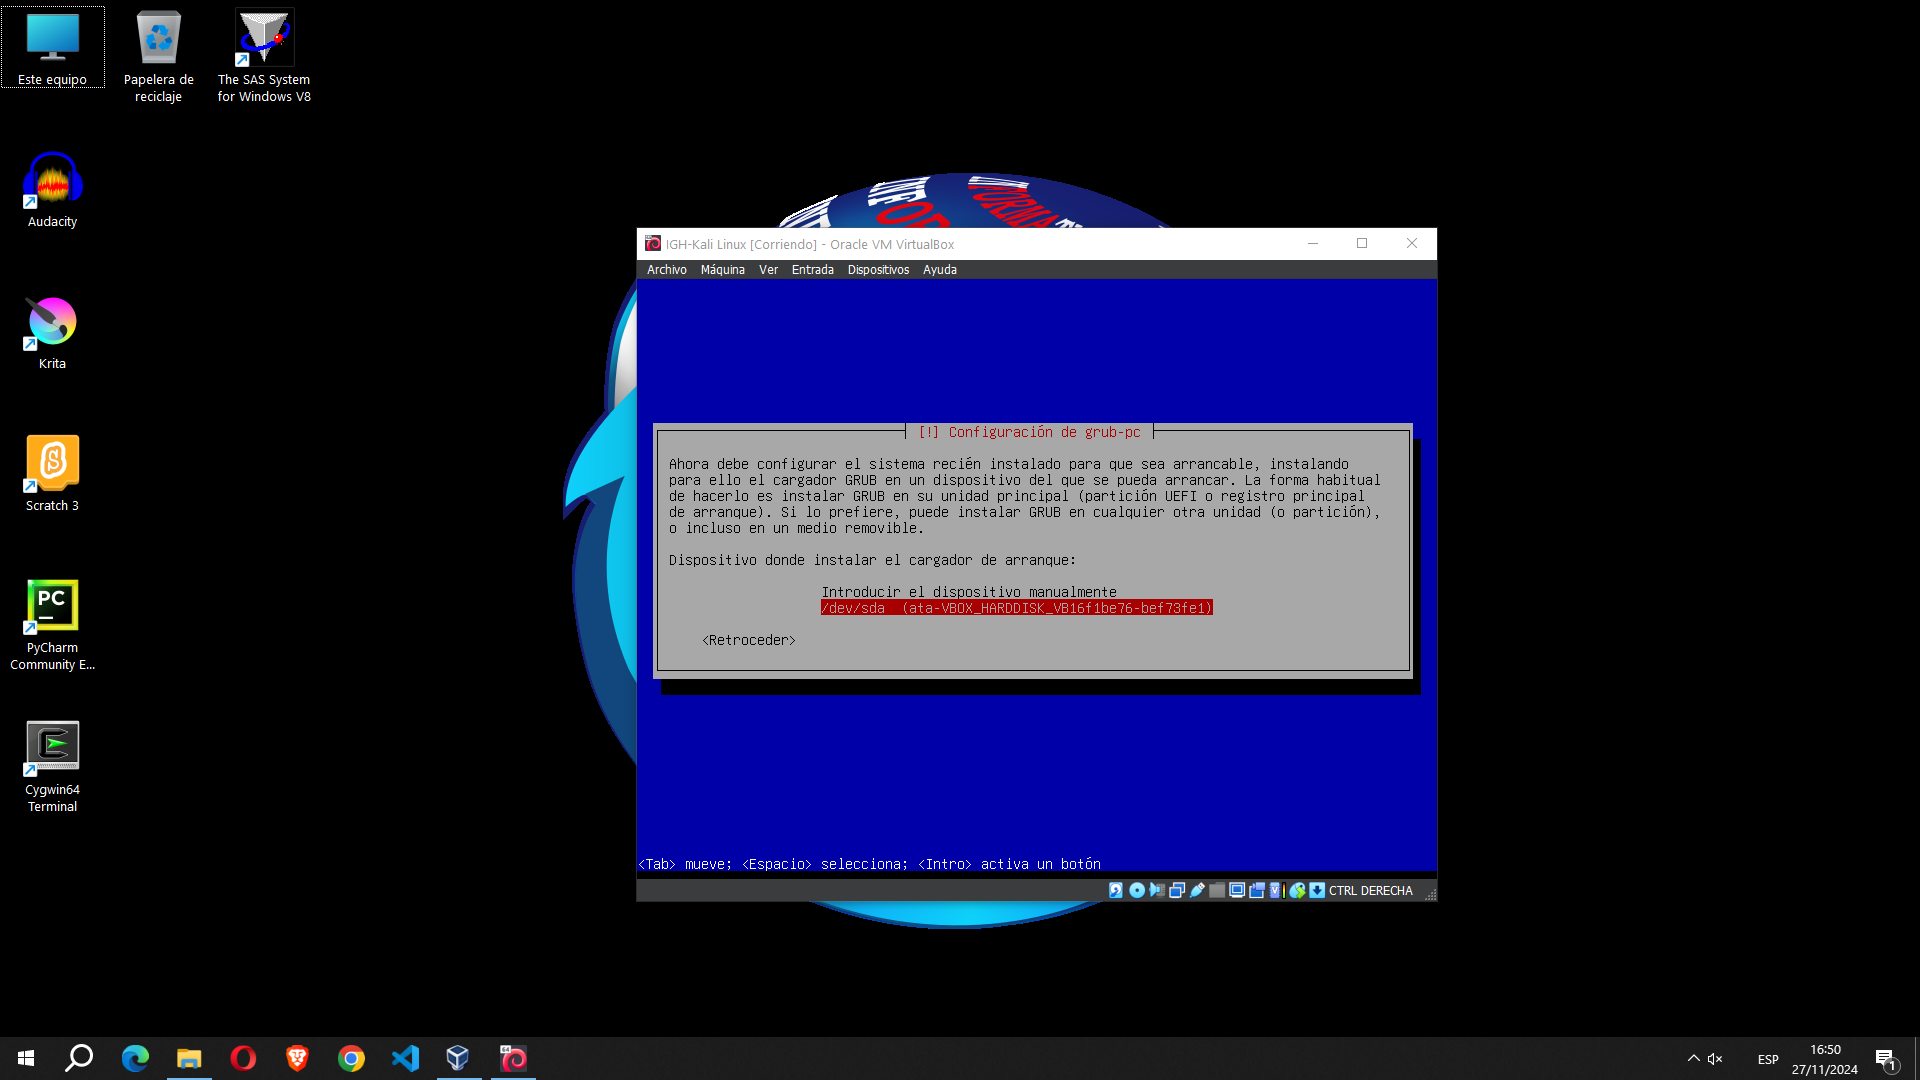 Este equipo
Papelera de
reciclaje
The SAS System
for Windows V8
Audacity
Krita
Scratch 3
PC
PyCharm
Community E...
Cygwin64
Terminal
IGH-Kali Linux [Corriendo] - Oracle VM VirtualBox
Archivo Máquina Ver Entrada Dispositivos Ayuda
[!] Configuración de grub-pc
Ahora debe configurar el sistema recién instalado para que sea arrancable, instalando
para ello el cargador GRUB en un dispositivo del que se pueda arrancar. La forma habitual
de hacerlo es instalar GRUB en su unidad principal (partición UEFI o registro principal
de arranque). Si lo prefiere, puede instalar GRUB en cualquier otra unidad (o partición),
o incluso en un medio removible.
Dispositivo donde instalar el cargador de arranque:
Introducir el dispositivo manualmente
/dev/sda (ata-VBOX_HARDDISK_VB16f1be76-bef73fe1)
<Retroceder>
<Tab> mueve; <Espacio> selecciona; <Intro> activa un botón
CTRL DERECHA
ESP
16:50
27/11/2024
1